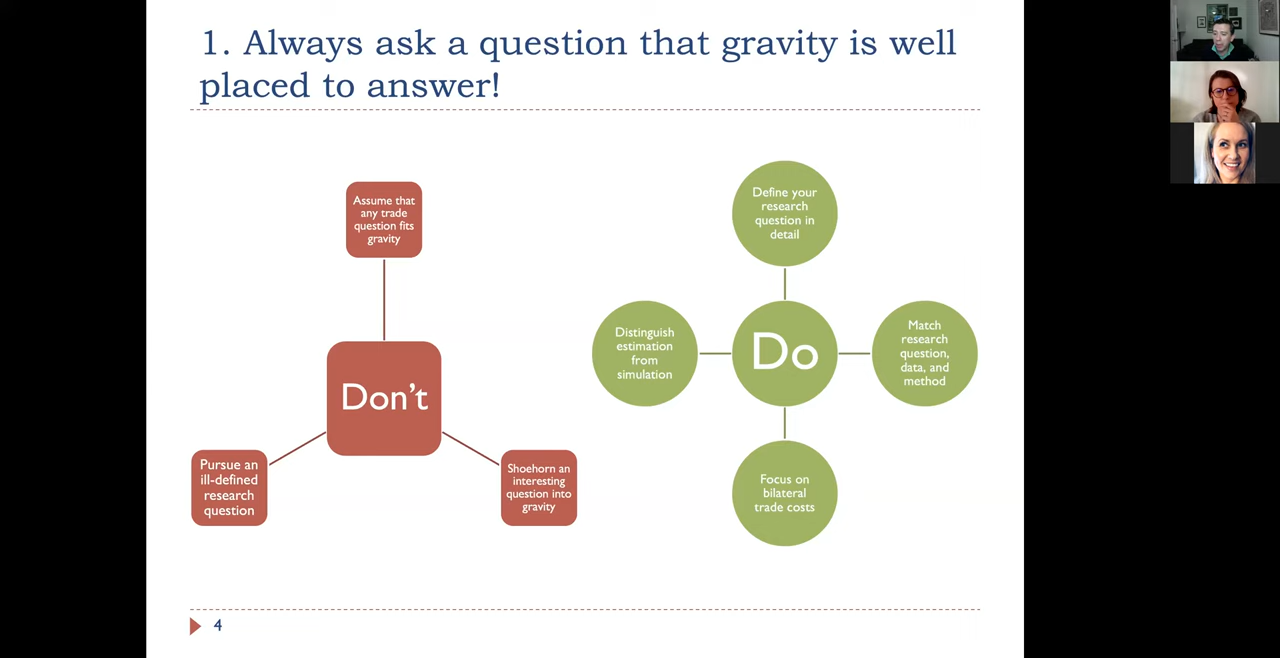 1. Always ask a question that gravity is well
placed to answer!
Assume that
any trade
question fits
gravity
Don't
Pursue an
ill-defined
research
question
Shoehorn an
interesting
question into
gravity
Define your
research
question in
detail
Distinguish
estimation
from
simulation
Do
Match
research
question,
data, and
method
Focus on
bilateral
trade costs
4